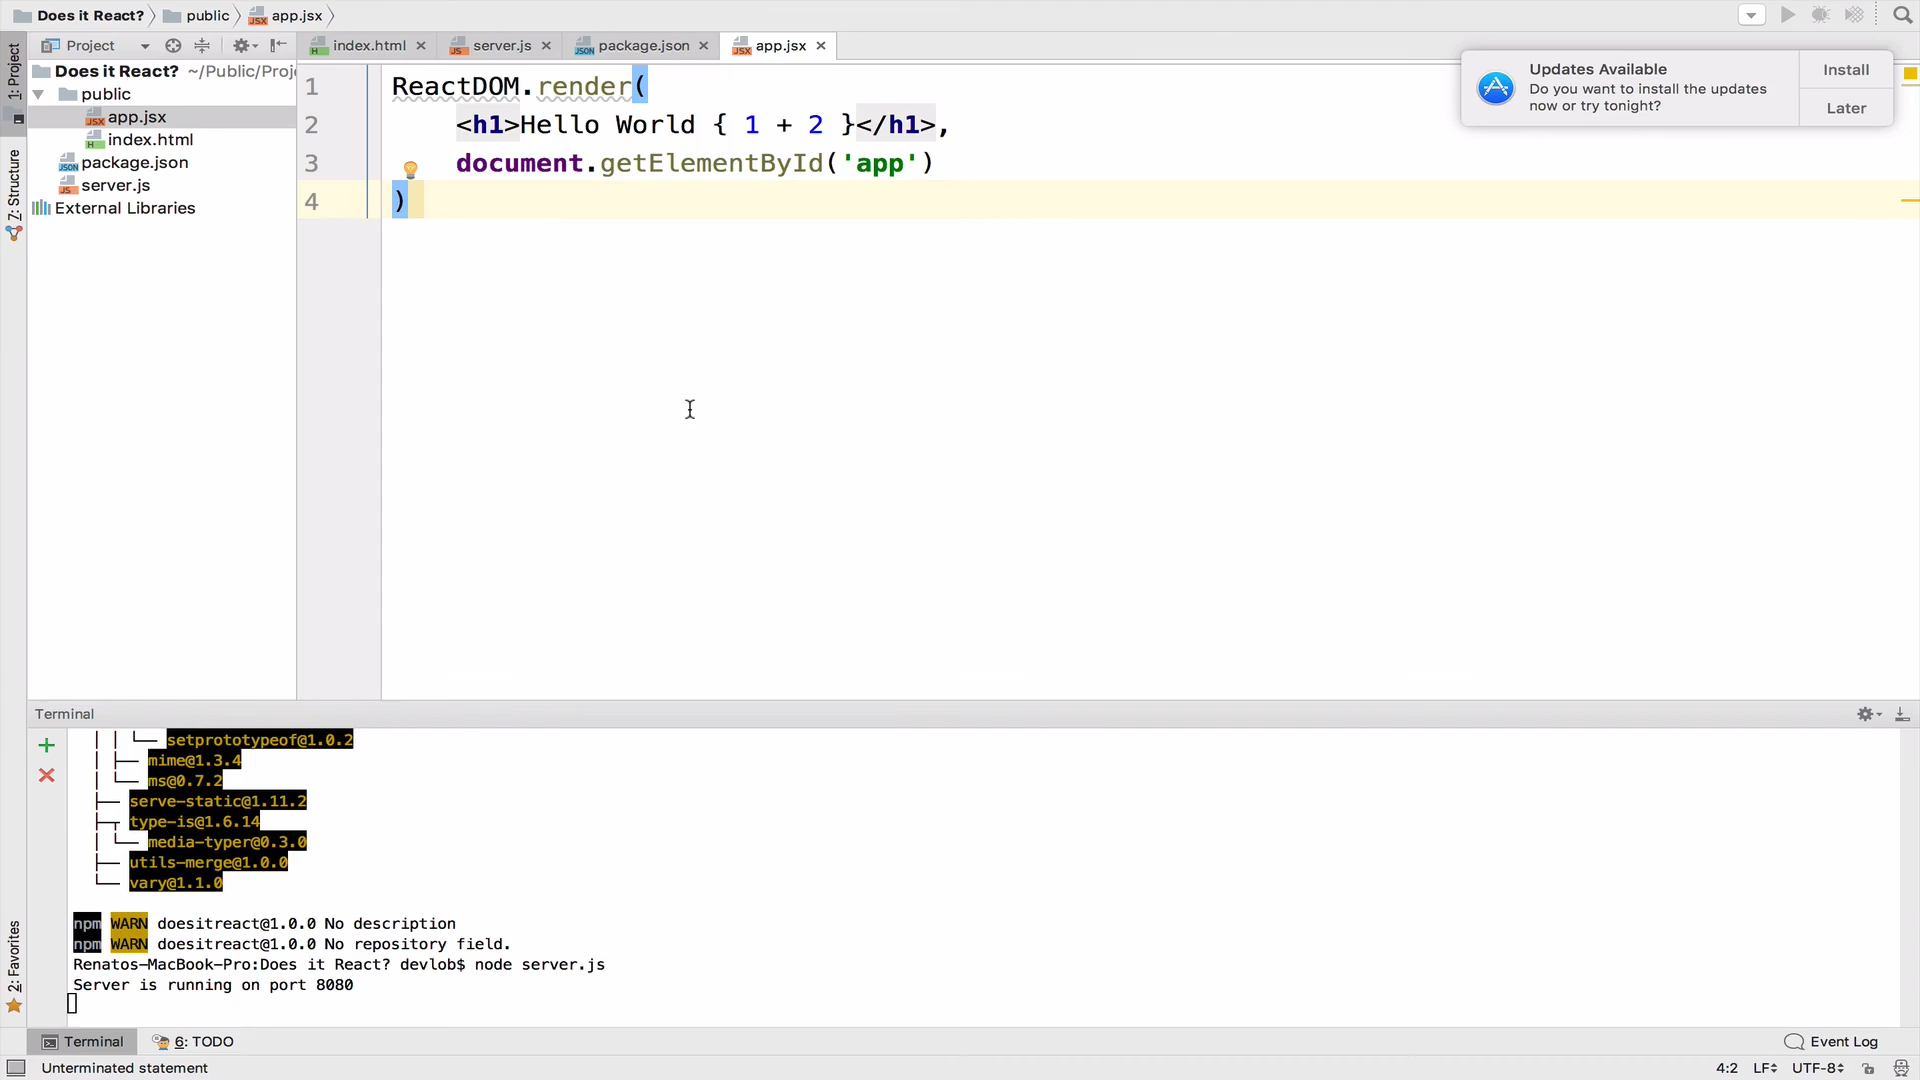 Does it React? public app.jsx
Project
index.html server.js package.json app.jsx
Does it React? ~/Public/Proj
public
app.jsx
index.html
package.json
server.js
External Libraries
1: Project
7: Structure
2: Favorites
1 ReactDOM.render(
2 <h1>Hello World { 1 + 2 }</h1>,
3 document.getElementById('app')
4 )
Updates Available
Do you want to install the updates
now or try tonight?
Install
Later
Terminal
setprototypeof@1.0.2
mime@1.3.4
ms@0.7.2
serve-static@1.11.2
type-is@1.6.14
media-typer@0.3.0
utils-merge@1.0.0
vary@1.1.0
npm WARN doesitreact@1.0.0 No description
npm WARN doesitreact@1.0.0 No repository field.
Renatos-MacBook-Pro:Does it React? devlob$ node server.js
Server is running on port 8080
Terminal 6: TODO
Event Log
Unterminated statement
4:2 LF UTF-8